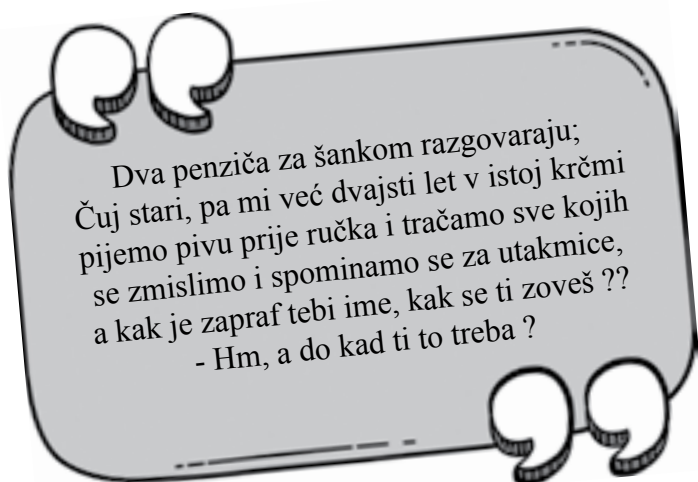 Dva penziča za šankom razgovaraju;
Čuj stari, pa mi već dvajsti let v istoj krčmi
pijemo pivu prije ručka i tračamo sve kojih
se zmislimo i spominamo se za utakmice,
a kak je zapraf tebi ime, kak se ti zoveš ??
- Hm, a do kad ti to treba ?